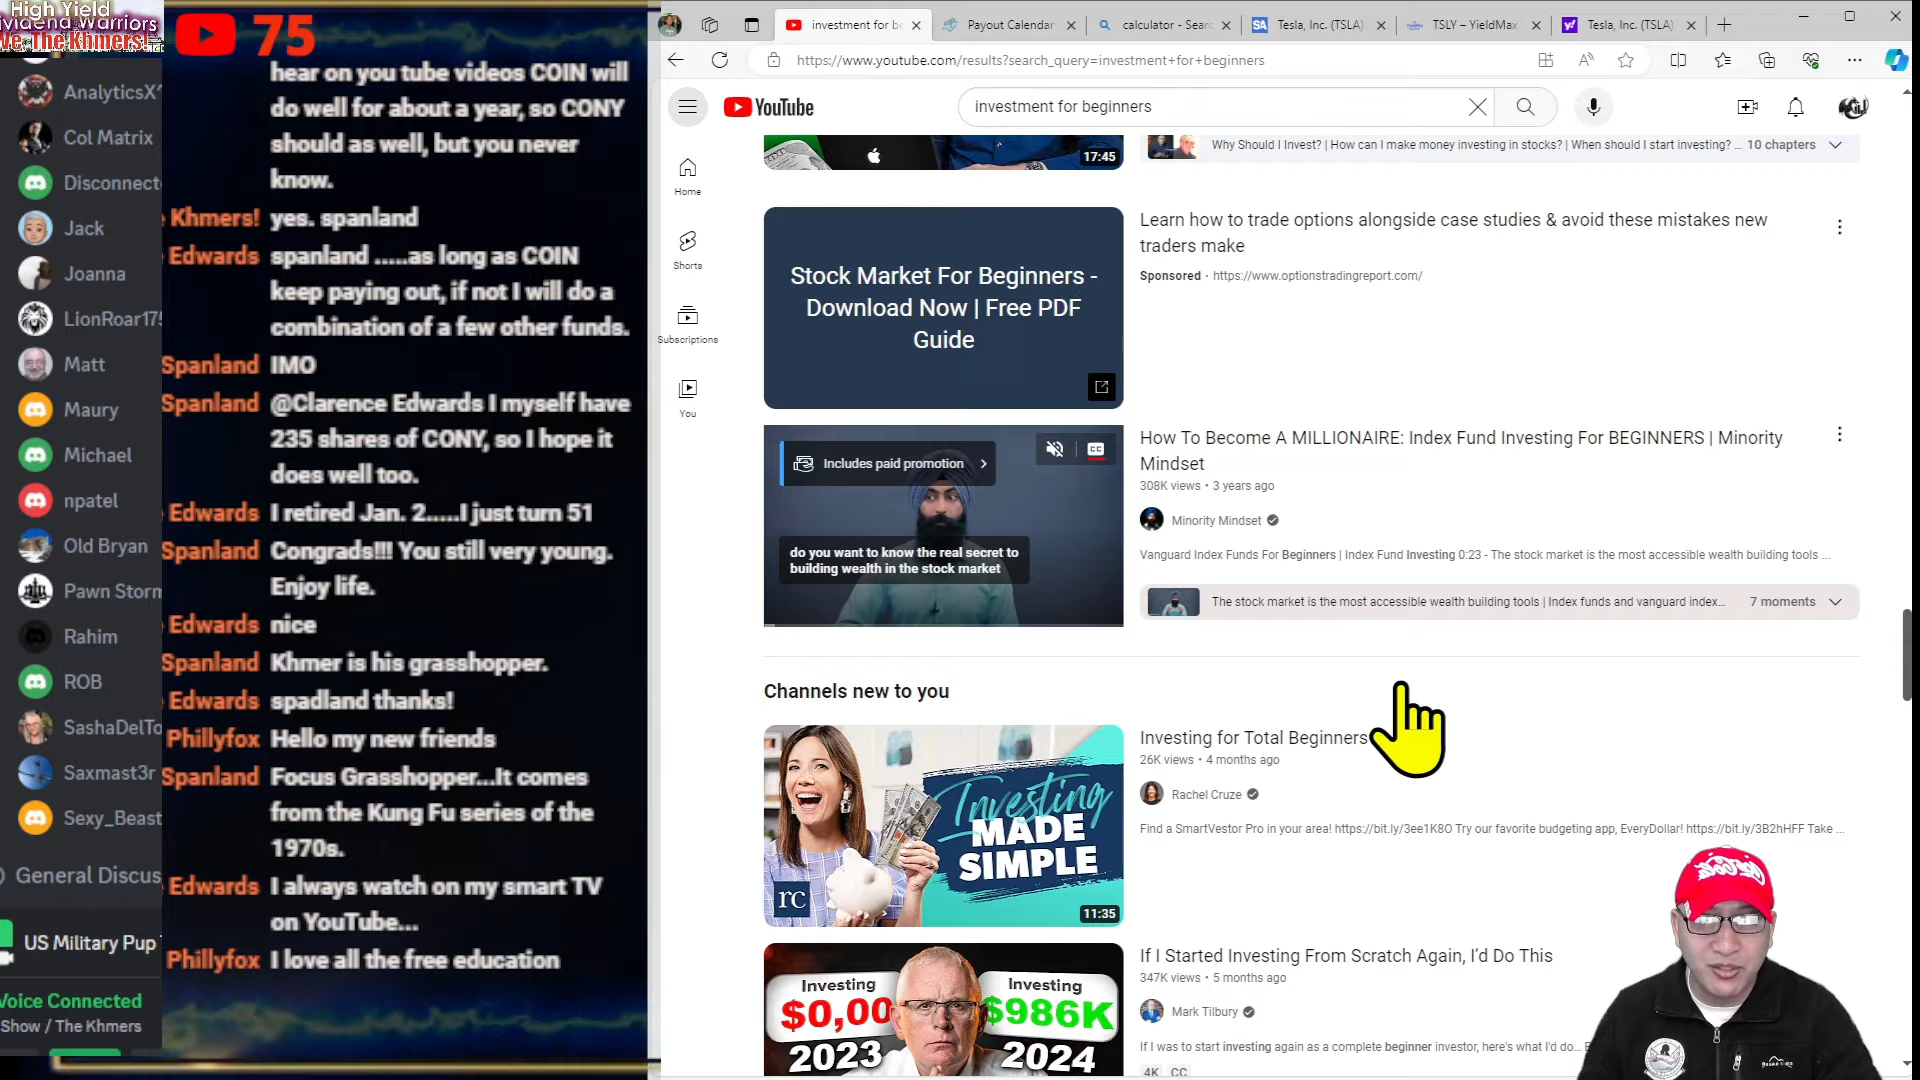 High Yield
Dividend Warriors
We The Khmers!
75
AnalyticsX
Col Matrix
Disconnect
Jack
Joanna
LionRoar175
Matt
Maury
Michael
npatel
Old Bryan
Pawn Storm
Rahim
ROB
SashaDelTo
Saxmast3r
Sexy_Beast
General Discus
US Military Pup
Voice Connected
Show / The Khmers
hear on you tube videos COIN will
do well for about a year, so CONY
should as well, but you never
know.
Khmers! yes. spanland
Edwards spanland .....as long as COIN
keep paying out, if not I will do a
combination of a few other funds.
Spanland IMO
Spanland @Clarence Edwards I myself have
235 shares of CONY, so I hope it
does well too.
Edwards I retired Jan. 2.....I just turn 51
Spanland Congrads!!! You still very young.
Enjoy life.
Edwards nice
Spanland Khmer is his grasshopper.
Edwards spadland thanks!
Phillyfox Hello my new friends
Spanland Focus Grasshopper...It comes
from the Kung Fu series of the
1970s.
Edwards I always watch on my smart TV
on YouTube...
Phillyfox I love all the free education
investment for be
Payout Calendar
calculator - Searc
SA Tesla, Inc. (TSLA)
TSLY – YieldMax
Tesla, Inc. (TSLA)
https://www.youtube.com/results?search_query=investment+for+beginners
YouTube
investment for beginners
Home
Shorts
Subscriptions
You
17:45
Why Should I Invest? | How can I make money investing in stocks? | When should I start investing? ... 10 chapters
Stock Market For Beginners -
Download Now | Free PDF
Guide
Learn how to trade options alongside case studies & avoid these mistakes new
traders make
Sponsored · https://www.optionstradingreport.com/
Includes paid promotion
CC
do you want to know the real secret to
building wealth in the stock market
How To Become A MILLIONAIRE: Index Fund Investing For BEGINNERS | Minority
Mindset
308K views • 3 years ago
Minority Mindset
Vanguard Index Funds For Beginners | Index Fund Investing 0:23 - The stock market is the most accessible wealth building tools ...
The stock market is the most accessible wealth building tools | Index funds and vanguard index... 7 moments
Channels new to you
Investing
MADE
SIMPLE
rc
11:35
Investing for Total Beginners
26K views • 4 months ago
Rachel Cruze
Find a SmartVestor Pro in your area! https://bit.ly/3ee1K8O Try our favorite budgeting app, EveryDollar! https://bit.ly/3B2hHFF Take ...
Investing
$0,00
2023
Investing
$986K
2024
If I Started Investing From Scratch Again, I'd Do This
347K views • 5 months ago
Mark Tilbury
If I was to start investing again as a complete beginner investor, here's what I'd do...
4K CC